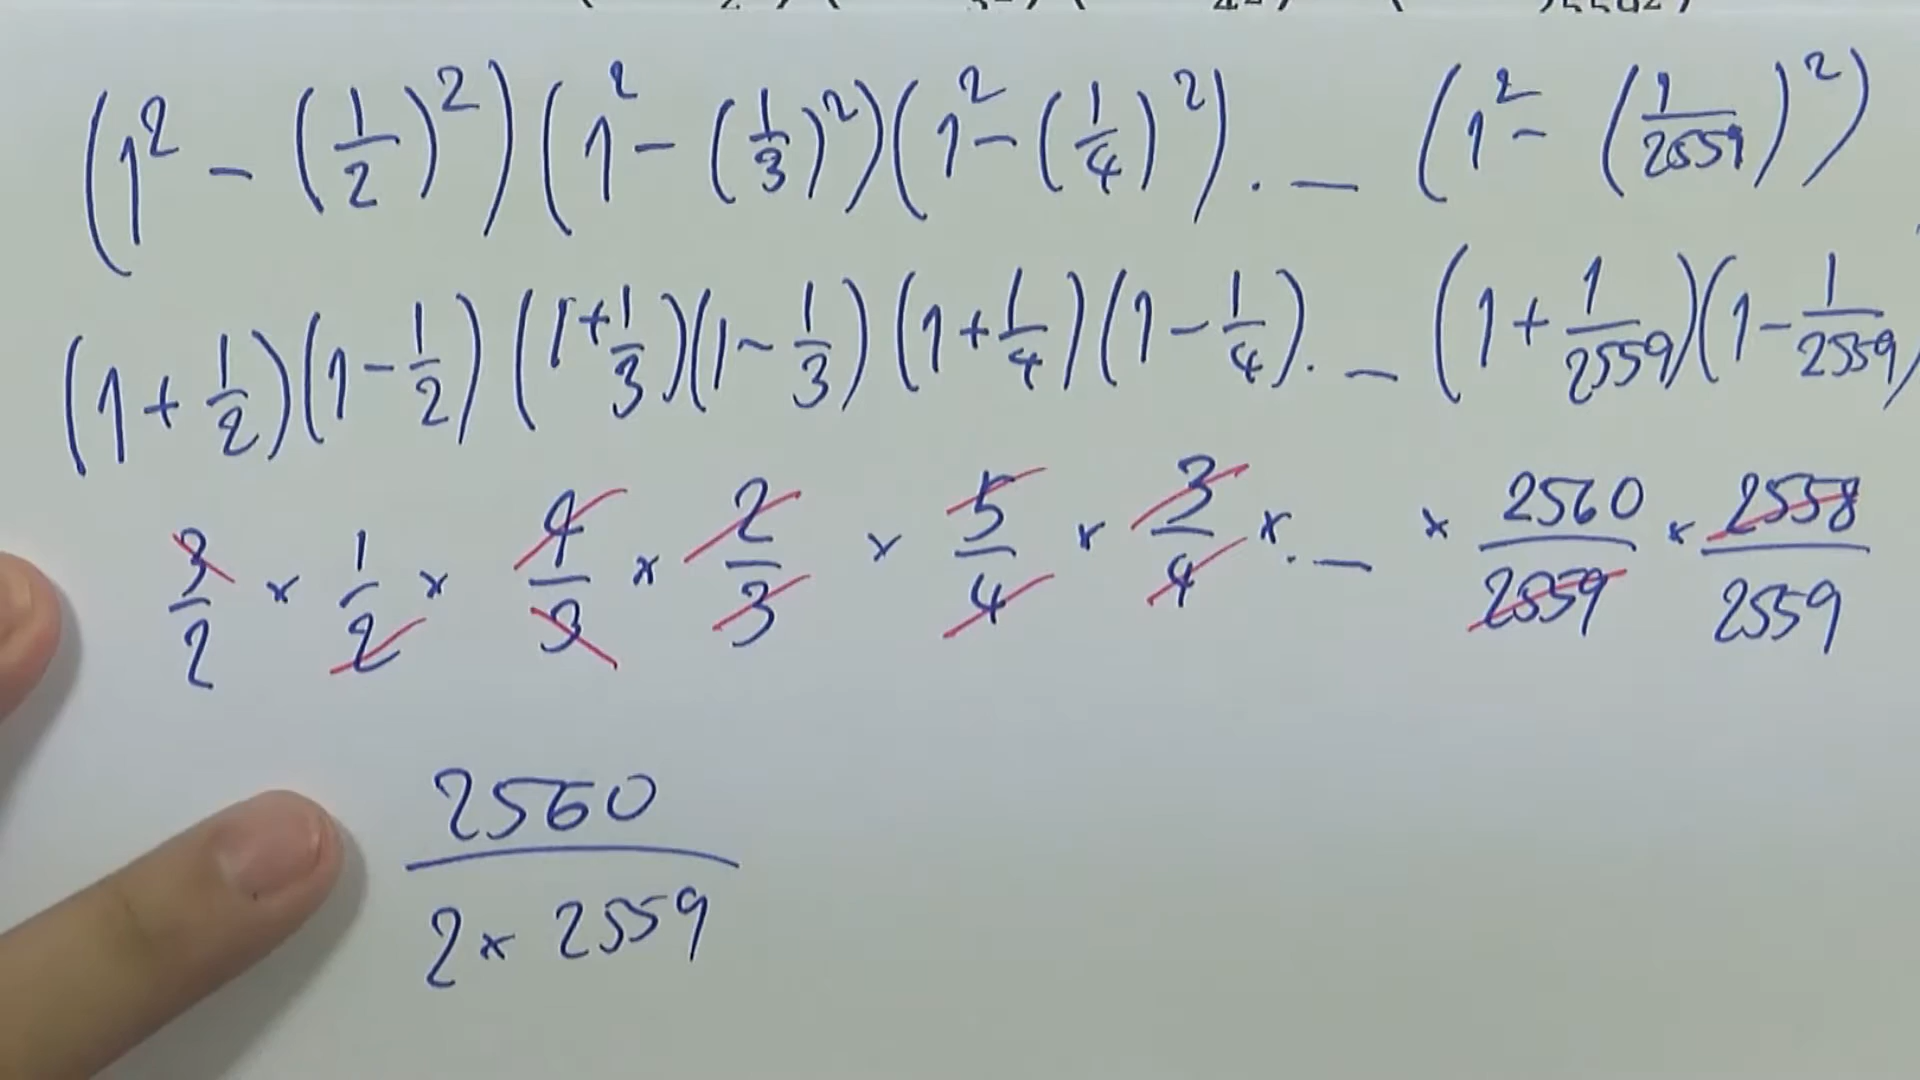 (1² - (1/2)²)(1² - (1/3)²)(1² - (1/4)²). _ (1² - (1/2559)²)
(1 + 1/2)(1 - 1/2)(1 + 1/3)(1 - 1/3)(1 + 1/4)(1 - 1/4). _ (1 + 1/2559)(1 - 1/2559)
3/2 × 1/2 × 4/3 × 2/3 × 5/4 × 3/4 ×. _ × 2560/2559 × 2558/2559
2560
2 × 2559